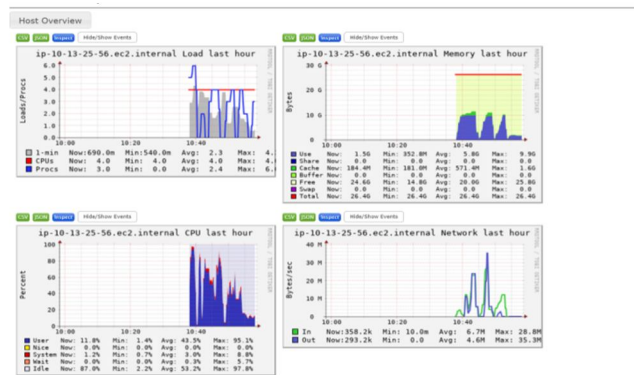 Host Overview
CSV JSON Inspect Hide/Show Events
ip-10-13-25-56.ec2.internal Load last hour
Loads/Procs
6.0
5.0
4.0
3.0
2.0
1.0
0.0
10:00 10:20 10:40
1-min Now:690.0m Min:540.0m Avg: 2.3 Max: 4.
CPUs Now: 4.0 Min: 4.0 Avg: 4.0 Max: 4.
Procs Now: 3.0 Min: 0.0 Avg: 2.4 Max: 6.
CSV JSON Inspect Hide/Show Events
ip-10-13-25-56.ec2.internal Memory last hour
Bytes
30 G
20 G
10 G
0
10:00 10:20 10:40
Use Now: 1.5G Min: 352.8M Avg: 5.8G Max: 9.9G
Share Now: 0.0 Min: 0.0 Avg: 0.0 Max: 0.0
Cache Now: 184.4M Min: 181.0M Avg: 571.4M Max: 1.6G
Buffer Now: 0.0 Min: 0.0 Avg: 0.0 Max: 0.0
Free Now: 24.6G Min: 14.8G Avg: 20.0G Max: 25.8G
Swap Now: 0.0 Min: 0.0 Avg: 0.0 Max: 0.0
Total Now: 26.4G Min: 26.4G Avg: 26.4G Max: 26.4G
CSV JSON Inspect Hide/Show Events
ip-10-13-25-56.ec2.internal CPU last hour
Percent
100
80
60
40
20
0
10:00 10:20 10:40
User Now: 11.8% Min: 1.4% Avg: 43.5% Max: 95.1%
Nice Now: 0.0% Min: 0.0% Avg: 0.0% Max: 0.0%
System Now: 1.2% Min: 0.7% Avg: 3.0% Max: 8.8%
Wait Now: 0.0% Min: 0.0% Avg: 0.3% Max: 5.7%
Idle Now: 87.0% Min: 2.2% Avg: 53.2% Max: 97.8%
CSV JSON Inspect Hide/Show Events
ip-10-13-25-56.ec2.internal Network last hour
Bytes/sec
40 M
30 M
20 M
10 M
0
10:00 10:20 10:40
In Now:358.2k Min: 10.0m Avg: 6.7M Max: 28.8M
Out Now:293.2k Min: 0.0 Avg: 4.6M Max: 35.3M